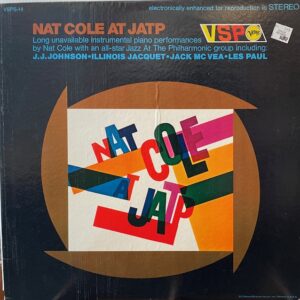 VSPS-14
electronically enhanced for reproduction in STEREO
NAT COLE AT JATP
VSP
Long unavailable instrumental piano performances
by Nat Cole with an all-star Jazz At The Philharmonic group including:
J.J. JOHNSON•ILLINOIS JACQUET•JACK MC VEA•LES PAUL
NAT
COLE
AT
JATP